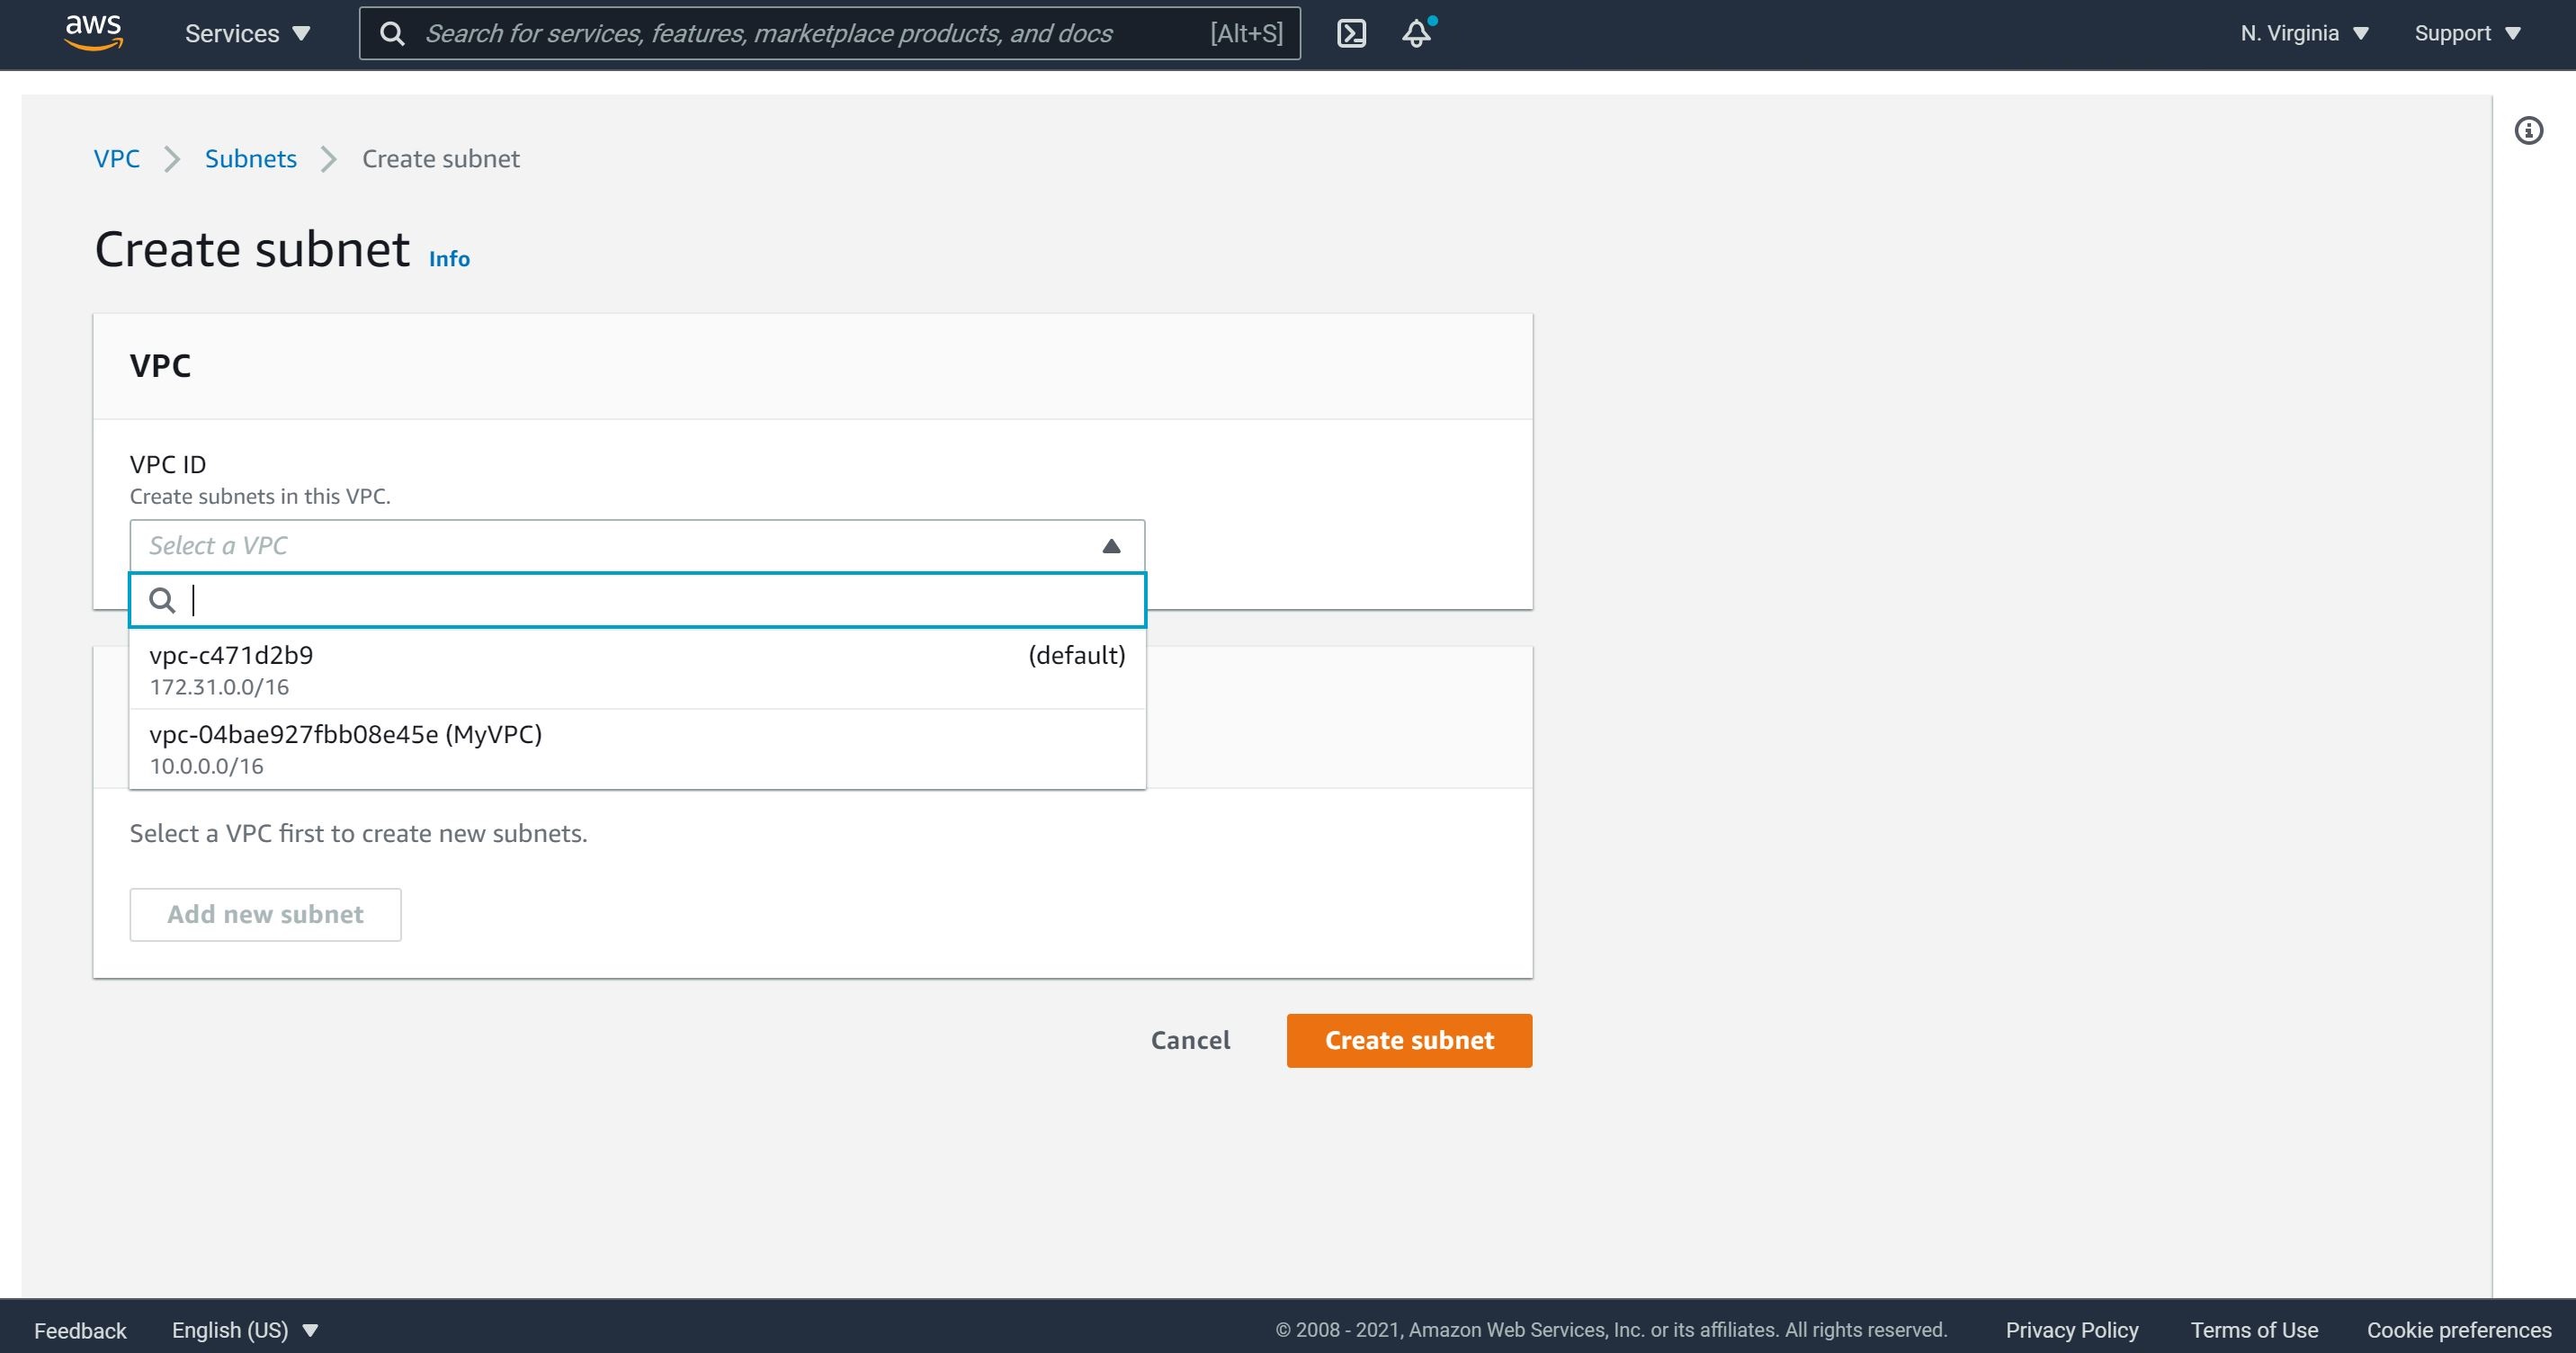 aws Services Search for services, features, marketplace products, and docs [Alt+S] N. Virginia Support
VPC Subnets Create subnet
Create subnet Info
VPC
VPC ID
Create subnets in this VPC.
Select a VPC
vpc-c471d2b9 (default)
172.31.0.0/16
vpc-04bae927fbb08e45e (MyVPC)
10.0.0.0/16
Select a VPC first to create new subnets.
Add new subnet
Cancel Create subnet
Feedback English (US) © 2008 - 2021, Amazon Web Services, Inc. or its affiliates. All rights reserved. Privacy Policy Terms of Use Cookie preferences